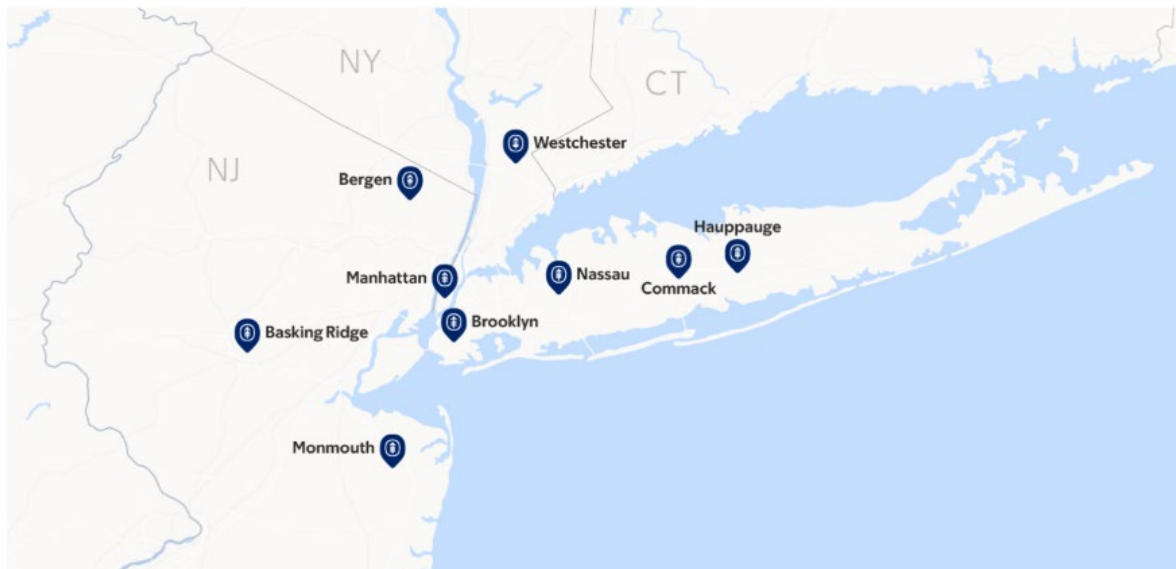 NY
CT
Westchester
NJ
Bergen
Hauppauge
Manhattan
Nassau
Commack
Brooklyn
Basking Ridge
Monmouth